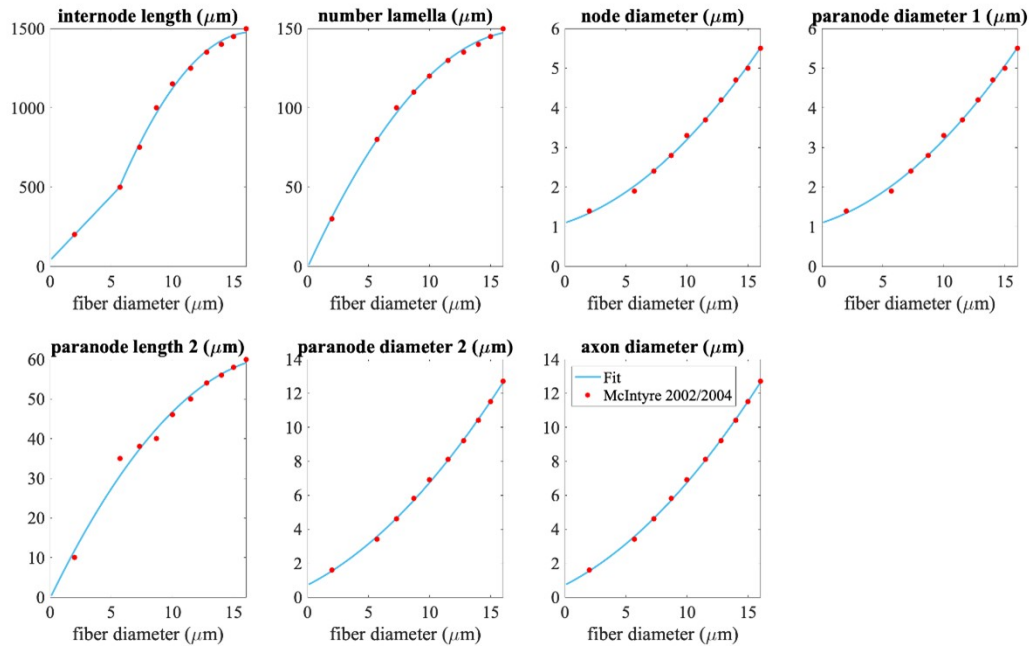 internode length (μm)
1500
1000
500
0
0 5 10 15
fiber diameter (μm)
number lamella
150
100
50
0
0 5 10 15
fiber diameter (μm)
node diameter (μm)
6
5
4
3
2
1
0
0 5 10 15
fiber diameter (μm)
paranode diameter 1 (μm)
6
5
4
3
2
1
0
0 5 10 15
fiber diameter (μm)
paranode length 2 (μm)
60
50
40
30
20
10
0
0 5 10 15
fiber diameter (μm)
paranode diameter 2 (μm)
14
12
10
8
6
4
2
0
0 5 10 15
fiber diameter (μm)
axon diameter (μm)
14
12
10
8
6
4
2
0
Fit
McIntyre 2002/2004
0 5 10 15
fiber diameter (μm)